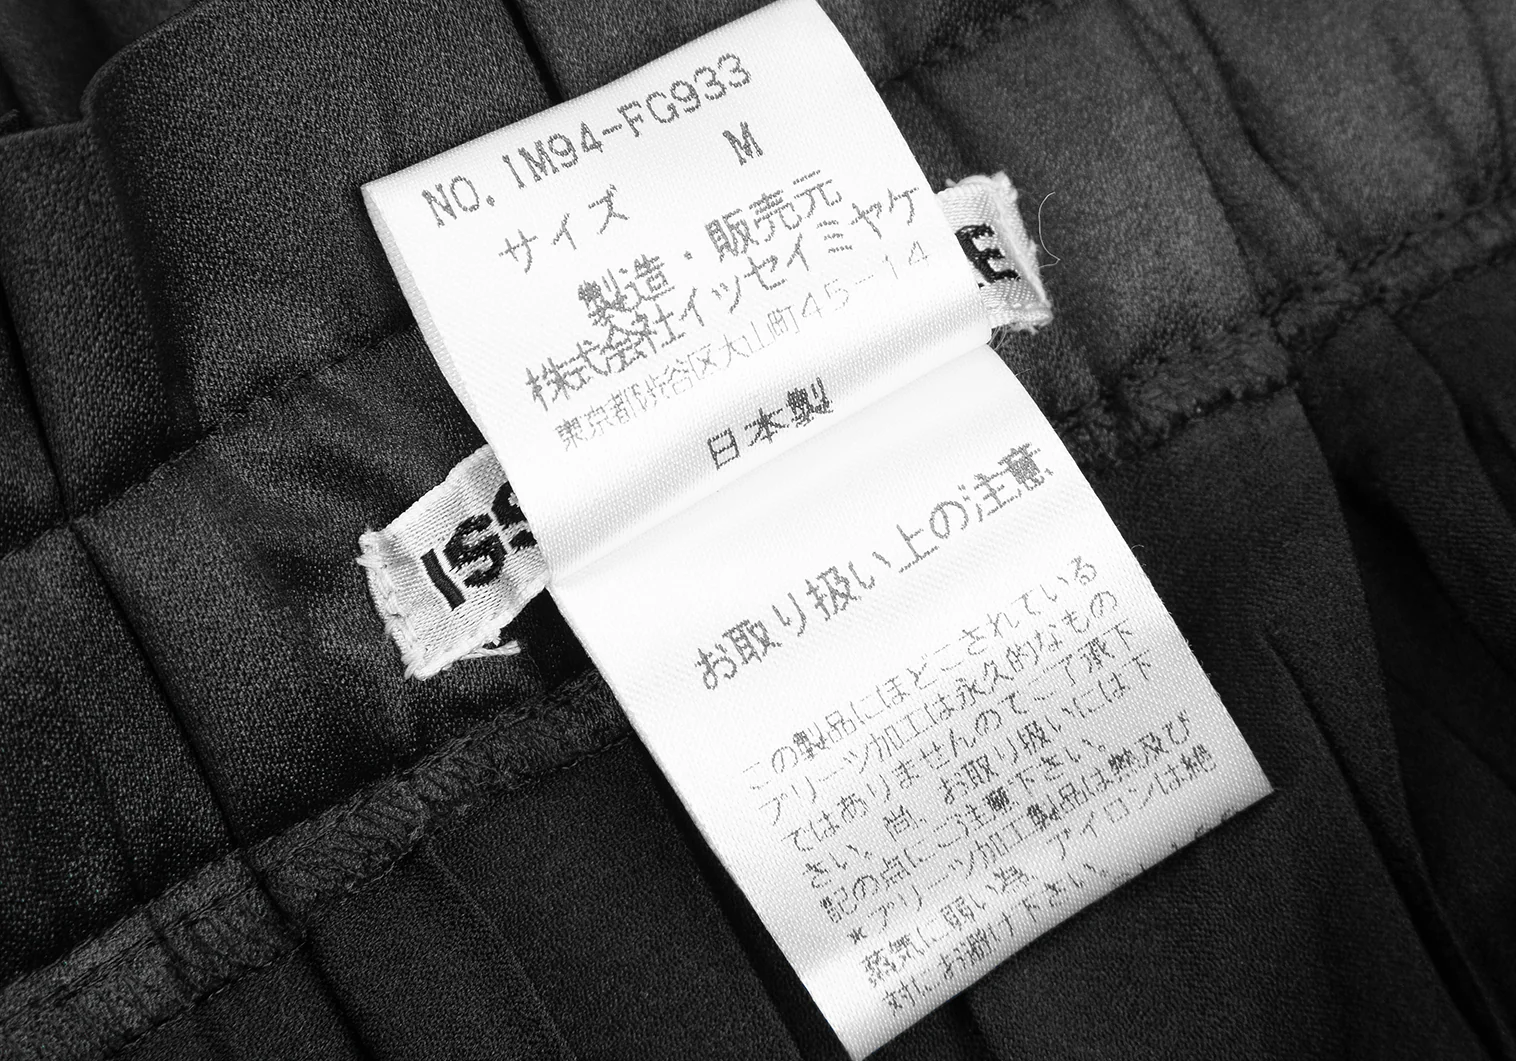 NO. IM94-FG933
サイズ M
製造・販売元
株式会社イッセイミヤケ
東京都渋谷区大山町45-14
日本製
ISS
KE
お取り扱い上の注意
この製品にほどこされている
プリーツ加工は永久的なもの
ではありませんのでご了承下
さい。尚、お取り扱いには下
記の点にご注意下さい。
*プリーツ加工製品は熱及び
蒸気に弱い為、アイロンは絶
対にお避け下さい。